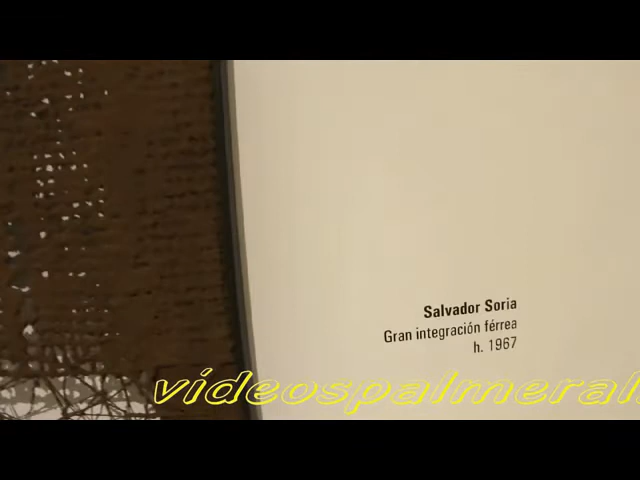 Salvador Soria
Gran integración férrea
h. 1967
videospalmeral